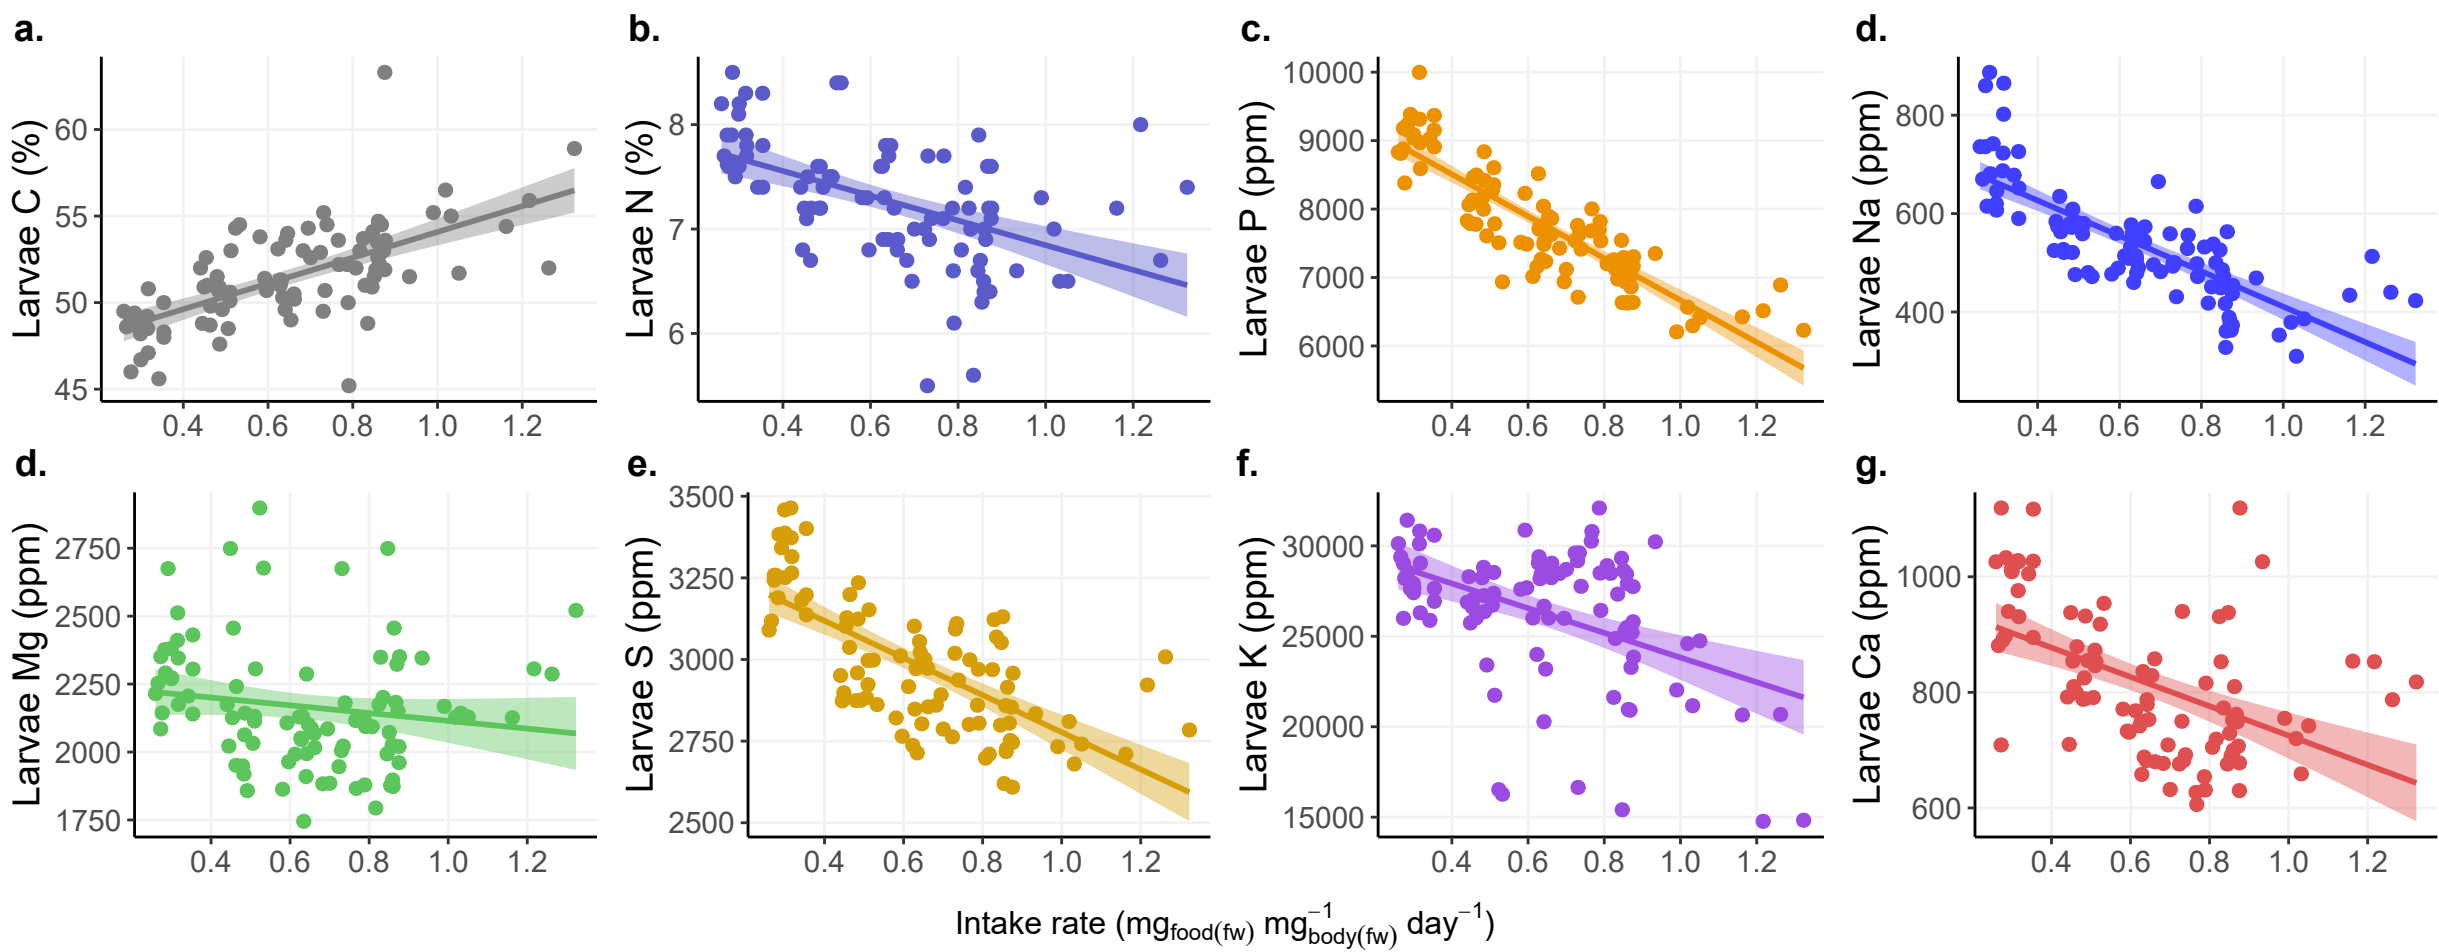 a.
b.
c.
d.
Larvae C (%)
60
55
50
45
0.4 0.6 0.8 1.0 1.2
Larvae N (%)
8
7
6
0.4 0.6 0.8 1.0 1.2
Larvae P (ppm)
10000
9000
8000
7000
6000
0.4 0.6 0.8 1.0 1.2
Larvae Na (ppm)
800
600
400
0.4 0.6 0.8 1.0 1.2
d.
e.
f.
g.
Larvae Mg (ppm)
2750
2500
2250
2000
1750
0.4 0.6 0.8 1.0 1.2
Larvae S (ppm)
3500
3250
3000
2750
2500
0.4 0.6 0.8 1.0 1.2
Larvae K (ppm)
30000
25000
20000
15000
0.4 0.6 0.8 1.0 1.2
Larvae Ca (ppm)
1000
800
600
0.4 0.6 0.8 1.0 1.2
Intake rate (mg food(fw) mg −1 body(fw) day −1)